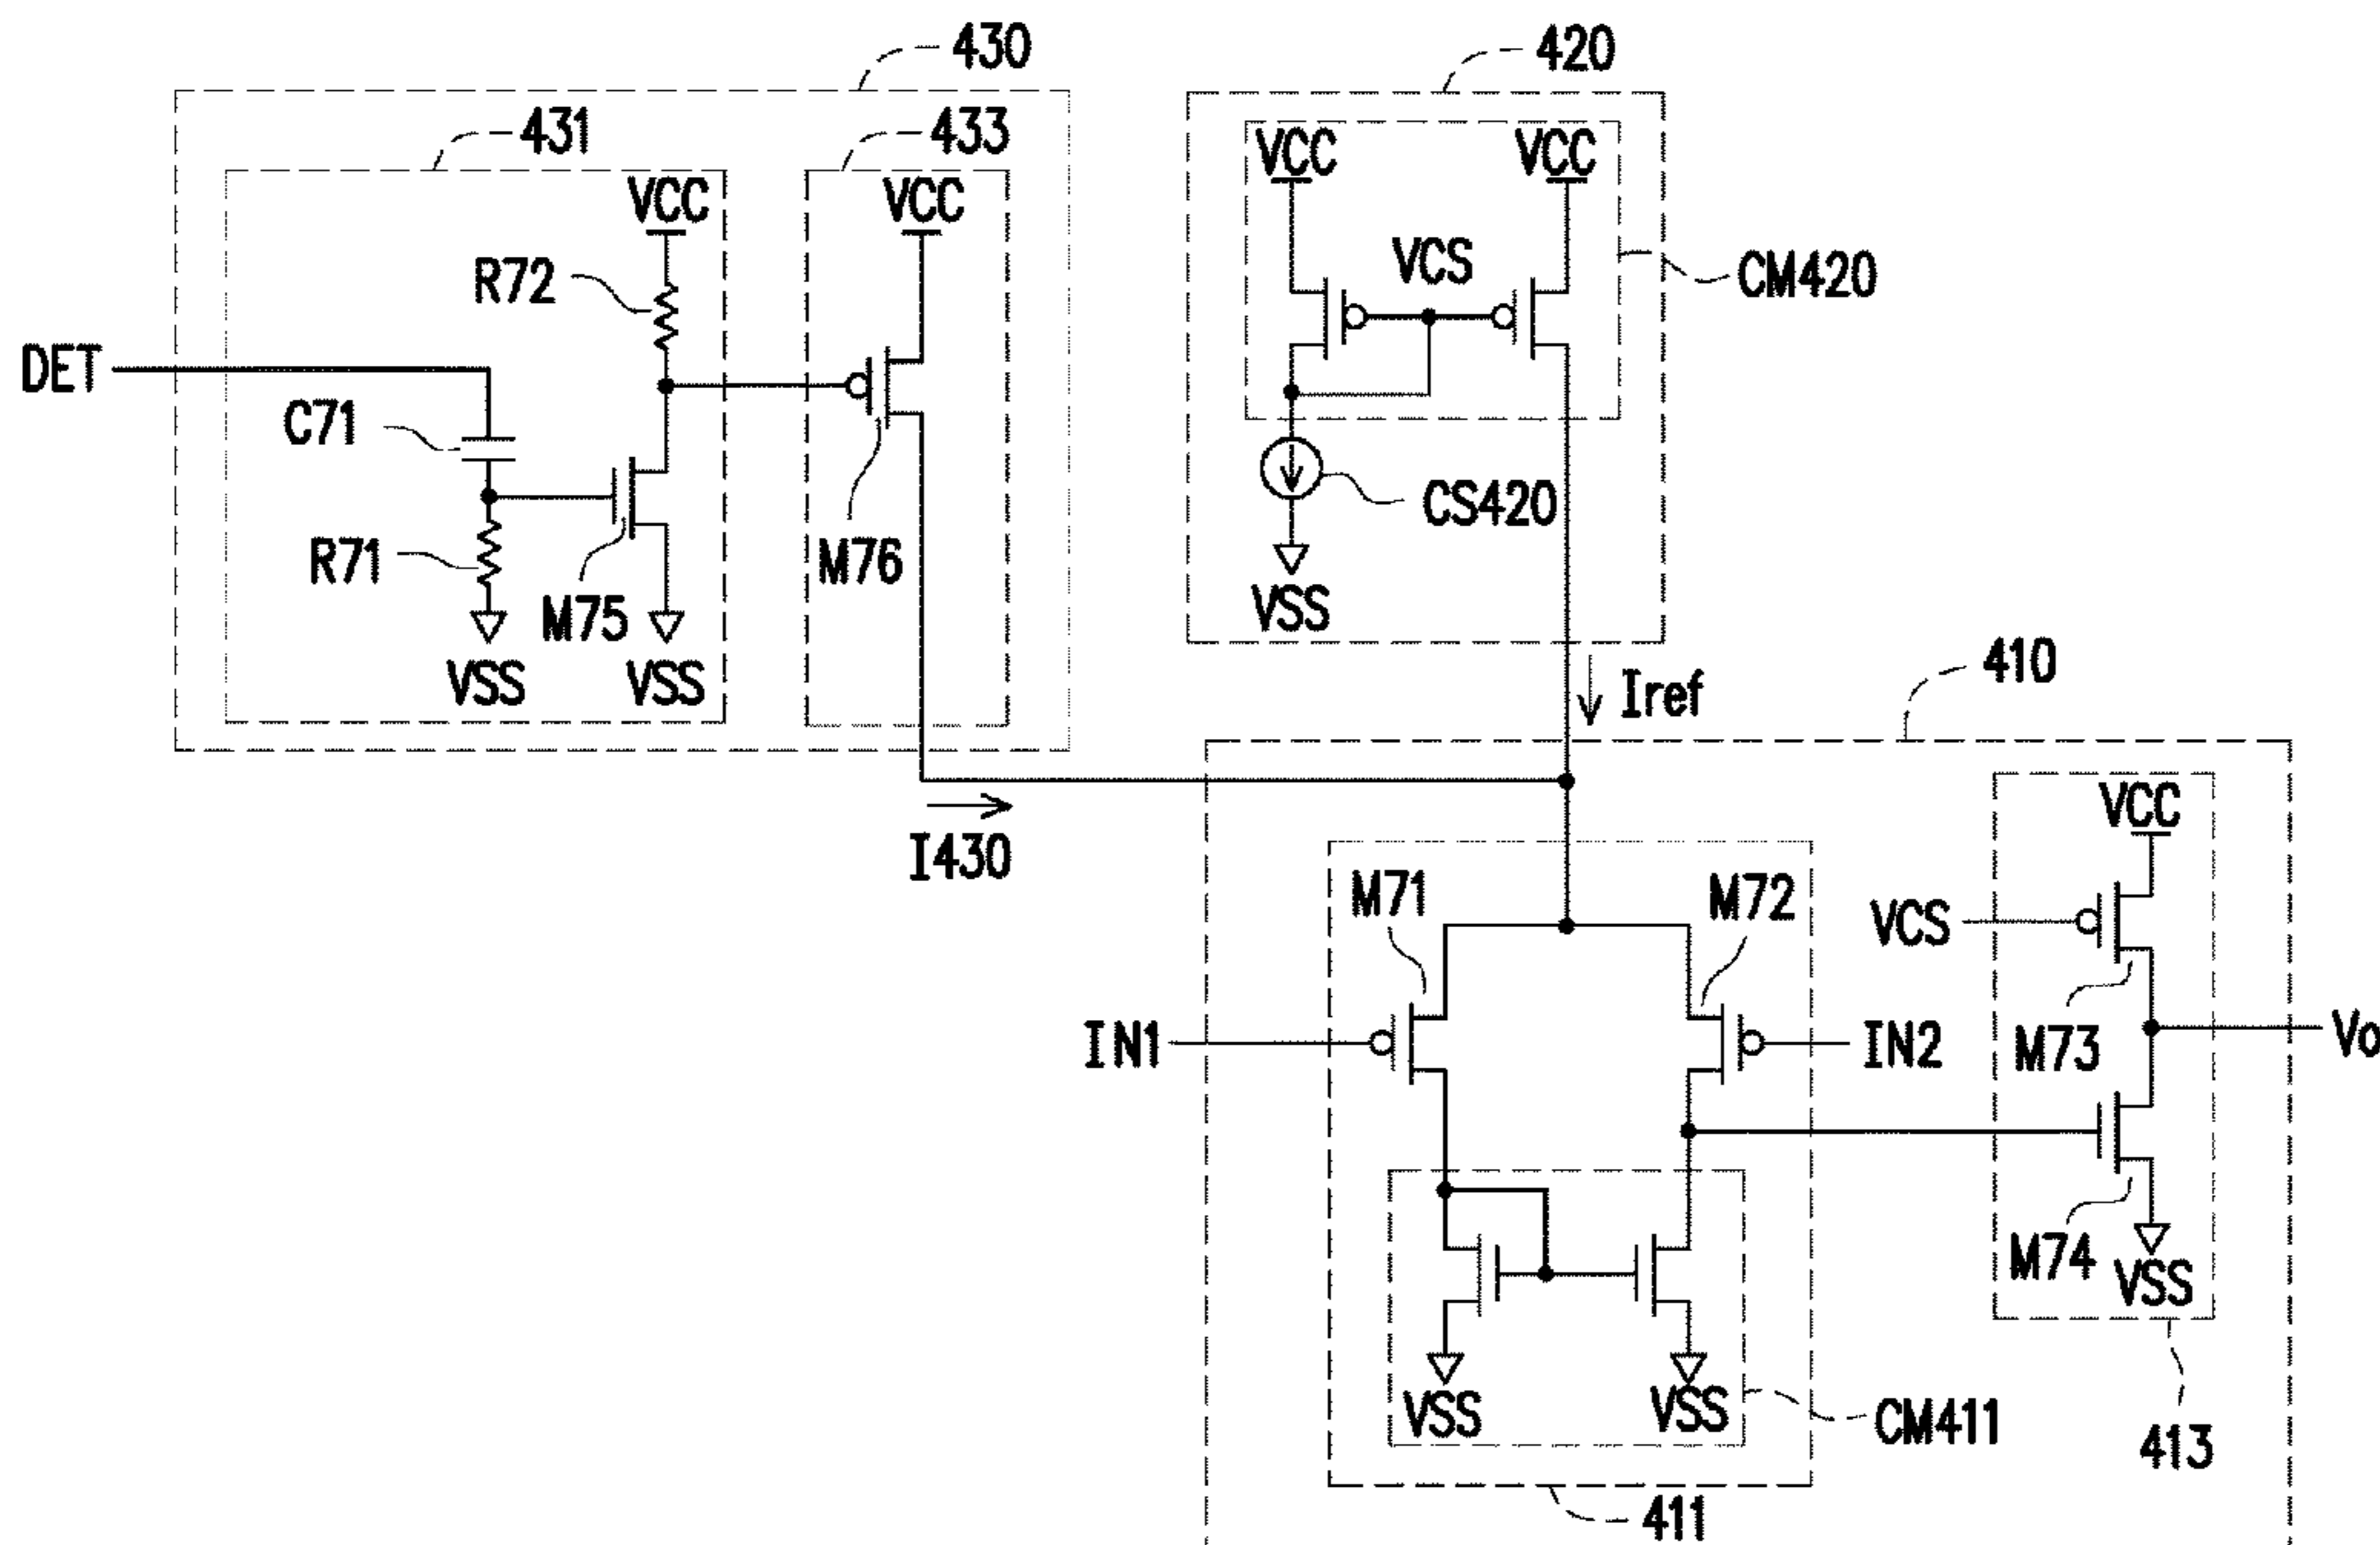 430
420
431
433
VCC
VCC
VCC
VCC
R72
VCS
CM420
DET
C71
CS420
R71
M75
M76
VSS
VSS
VSS
Iref
410
I430
VCC
M71
M72
VCS
IN1
IN2
M73
Vo
M74
VSS
VSS
VSS
CM411
413
411